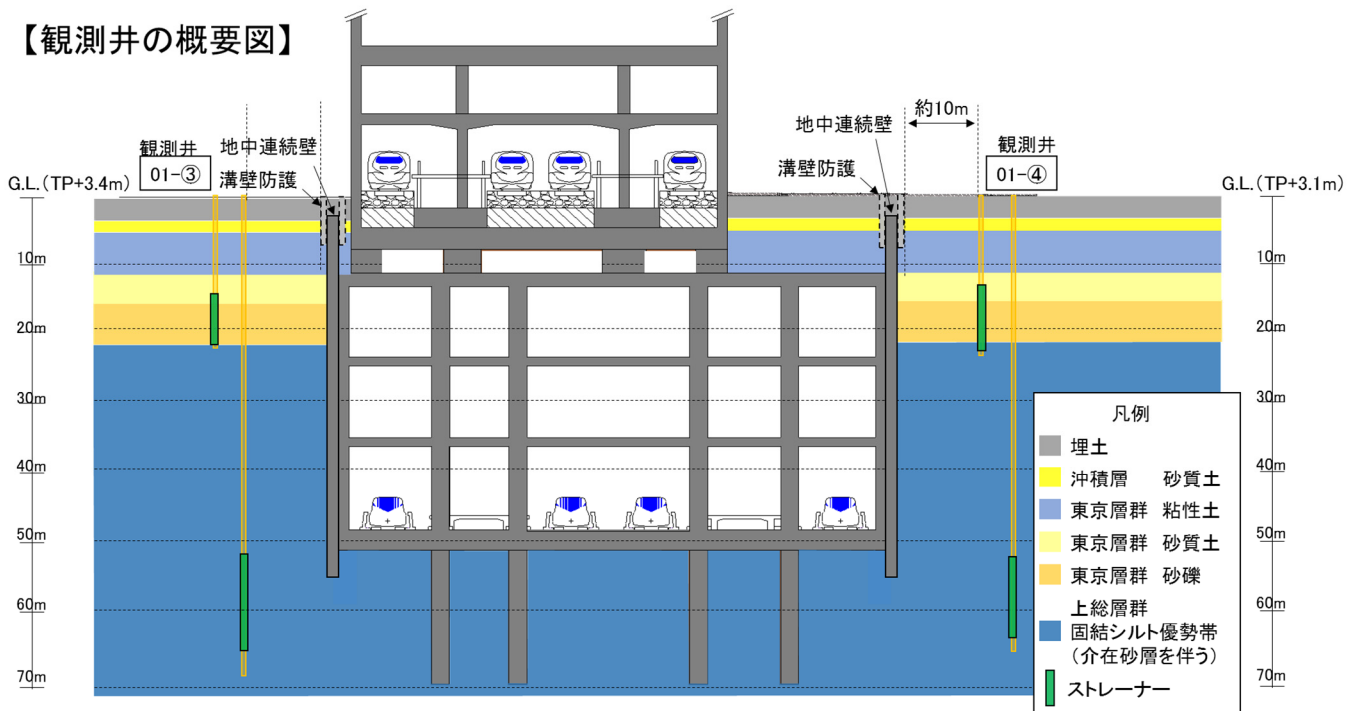 【観測井の概要図】
観測井
01-③
地中連続壁
溝壁防護
G.L.(TP+3.4m)
10m
20m
30m
40m
50m
60m
70m
地中連続壁
溝壁防護
約10m
観測井
01-④
G.L.(TP+3.1m)
10m
20m
30m
40m
50m
60m
70m
凡例
埋土
沖積層 砂質土
東京層群 粘性土
東京層群 砂質土
東京層群 砂礫
上総層群
固結シルト優勢帯
（介在砂層を伴う）
ストレーナー